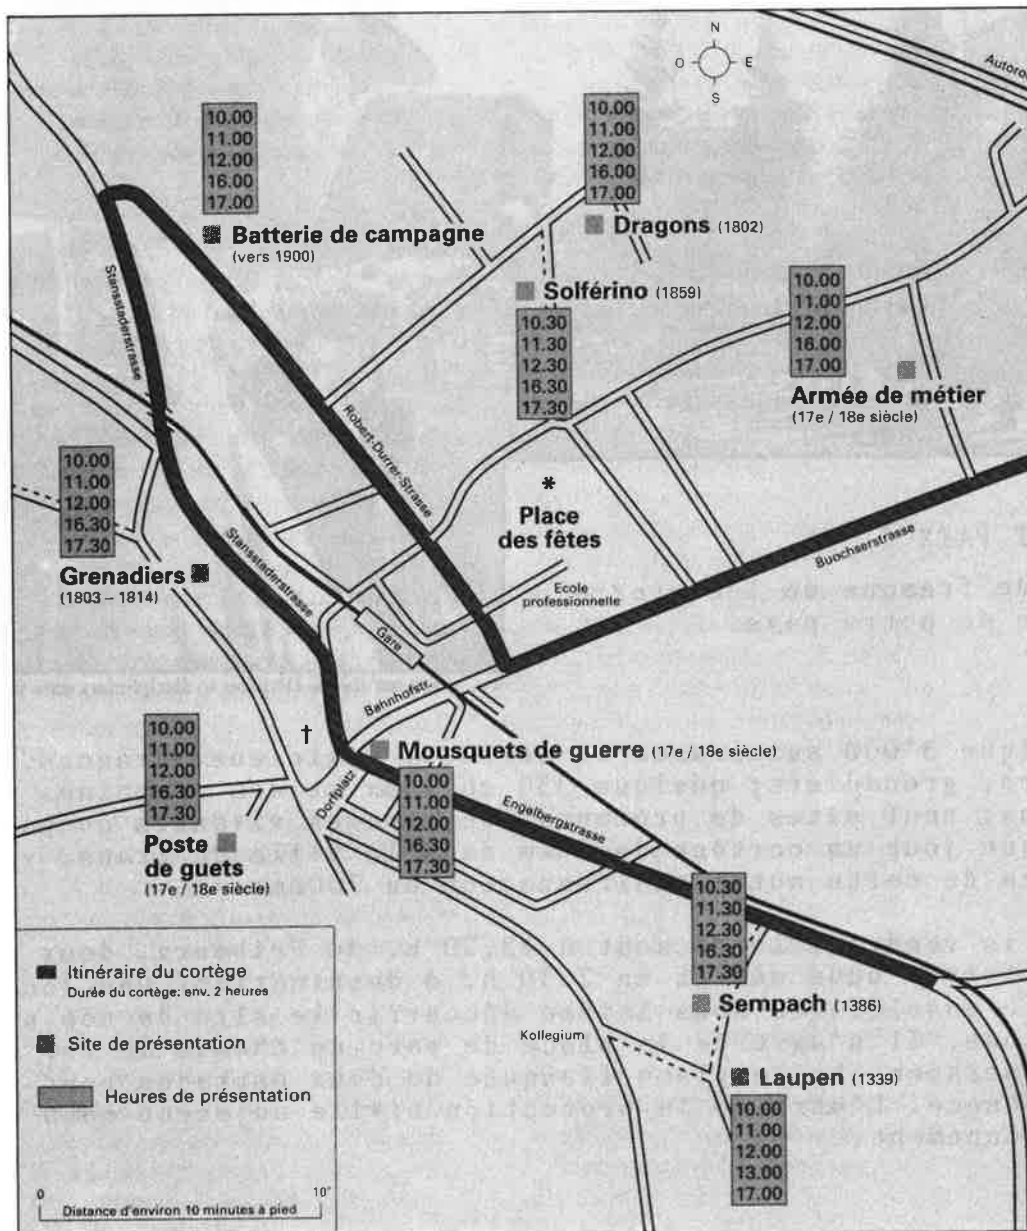 N
O E
S
Autorou
10.00
11.00
12.00
16.00
17.00
Batterie de campagne
(vers 1900)
10.00
11.00
12.00
16.00
17.00
Dragons (1802)
Solférino (1859)
10.30
11.30
12.30
16.30
17.30
10.00
11.00
12.00
16.00
17.00
Armée de métier
(17e / 18e siècle)
Stansstaderstrasse
Robert-Durrer-Strasse
10.00
11.00
12.00
16.30
17.30
Grenadiers
(1803 – 1814)
Stansstaderstrasse
*
Place
des fêtes
Buochserstrasse
Ecole
professionnelle
Gare
Bahnhofstr.
†
Mousquets de guerre (17e / 18e siècle)
10.00
11.00
12.00
16.30
17.30
Dorfplatz
Engelbergstrasse
10.00
11.00
12.00
16.30
17.30
Poste
de guets
(17e / 18e siècle)
10.30
11.30
12.30
16.30
17.30
Sempach (1386)
Kollegium
Laupen (1339)
10.00
11.00
12.00
13.00
17.00
Itinéraire du cortège
Durée du cortège: env. 2 heures
Site de présentation
Heures de présentation
0 10'
Distance d'environ 10 minutes à pied